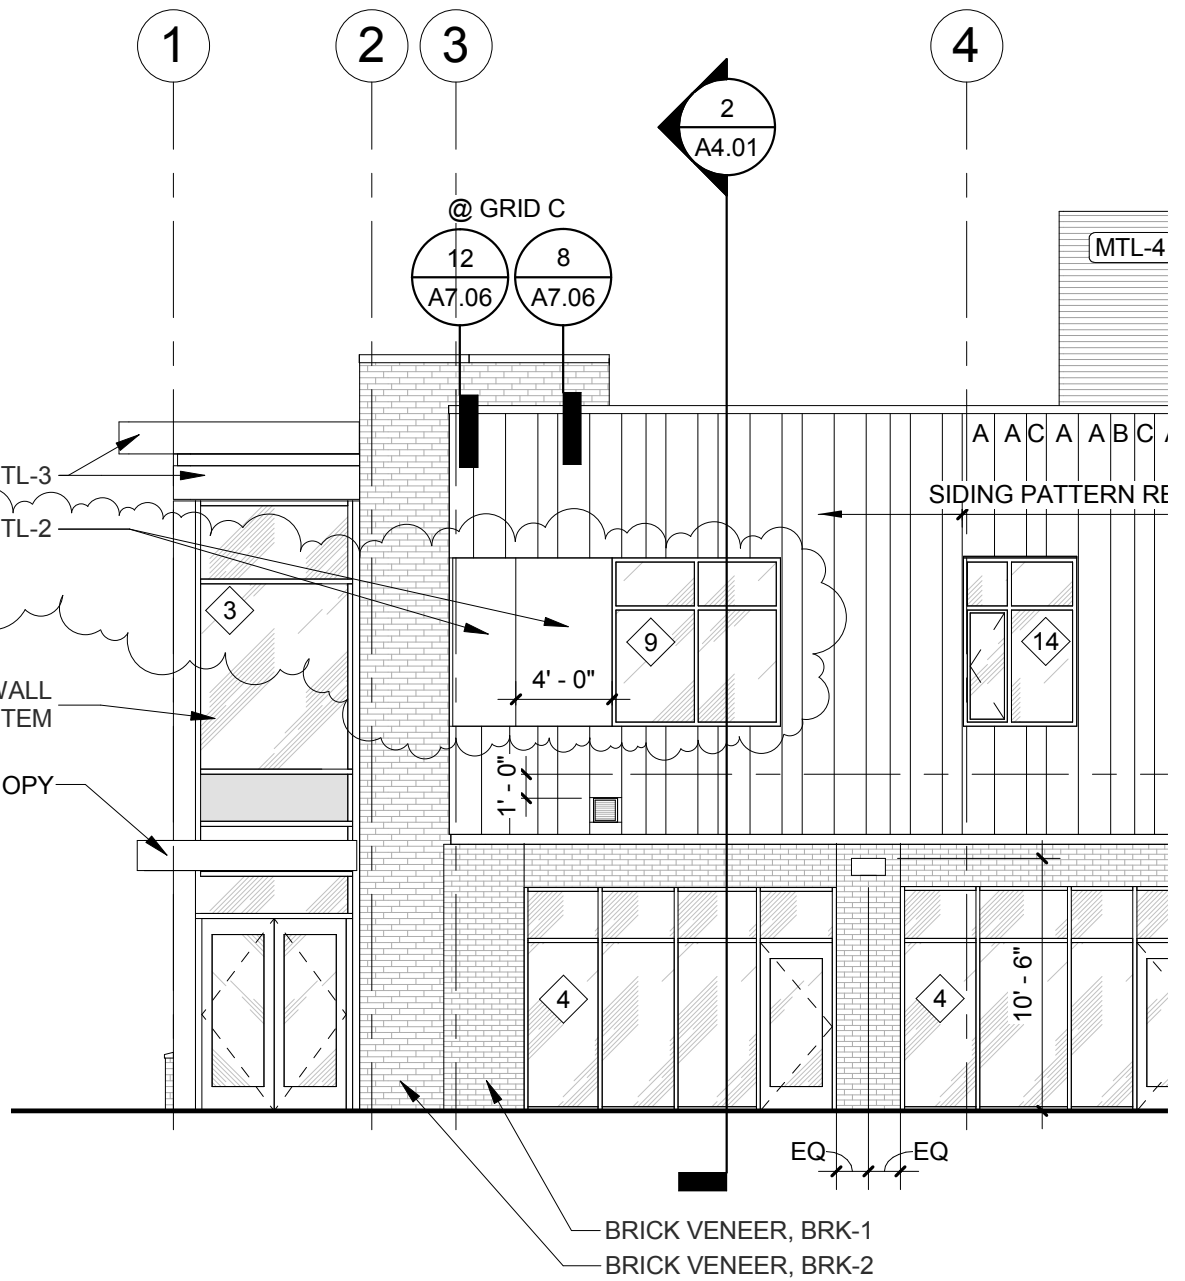 1
2
3
4
2
A4.01
@ GRID C
12
A7.06
8
A7.06
MTL-4
A A C A A B C
TL-3
SIDING PATTERN RE
TL-2
3
9
14
4' - 0"
WALL
TEM
1' - 0"
OPY
4
4
10' - 6"
EQ
EQ
BRICK VENEER, BRK-1
BRICK VENEER, BRK-2